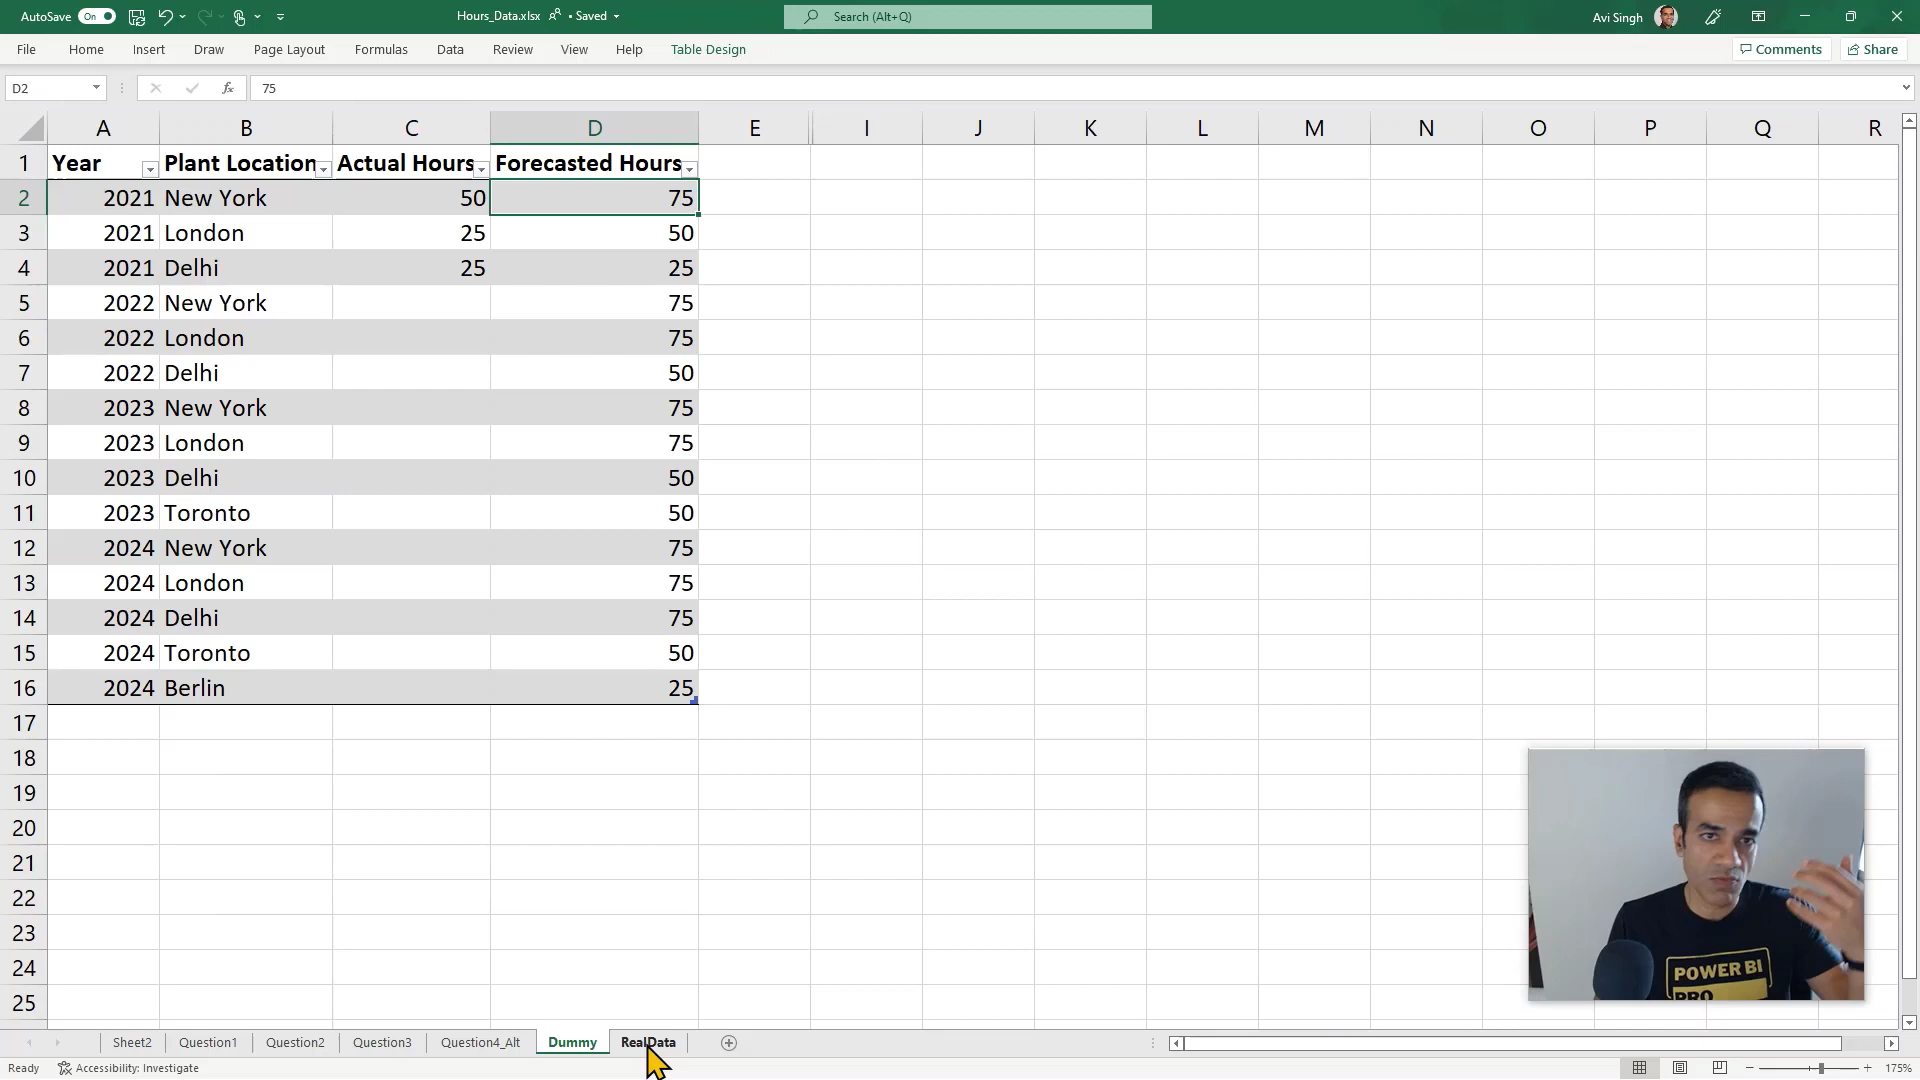 AutoSave On Hours_Data.xlsx • Saved Search (Alt+Q) Avi Singh
File Home Insert Draw Page Layout Formulas Data Review View Help Table Design Comments Share
D2 fx 75
A B C D E I J K L M N O P Q R
1 Year Plant Location Actual Hours Forecasted Hours
2 2021 New York 50 75
3 2021 London 25 50
4 2021 Delhi 25 25
5 2022 New York 75
6 2022 London 75
7 2022 Delhi 50
8 2023 New York 75
9 2023 London 75
10 2023 Delhi 50
11 2023 Toronto 50
12 2024 New York 75
13 2024 London 75
14 2024 Delhi 75
15 2024 Toronto 50
16 2024 Berlin 25
17
18
19
20
21
22
23
24
25
POWER BI
PRO
Sheet2 Question1 Question2 Question3 Question4_Alt Dummy RealData
Ready Accessibility: Investigate 175%